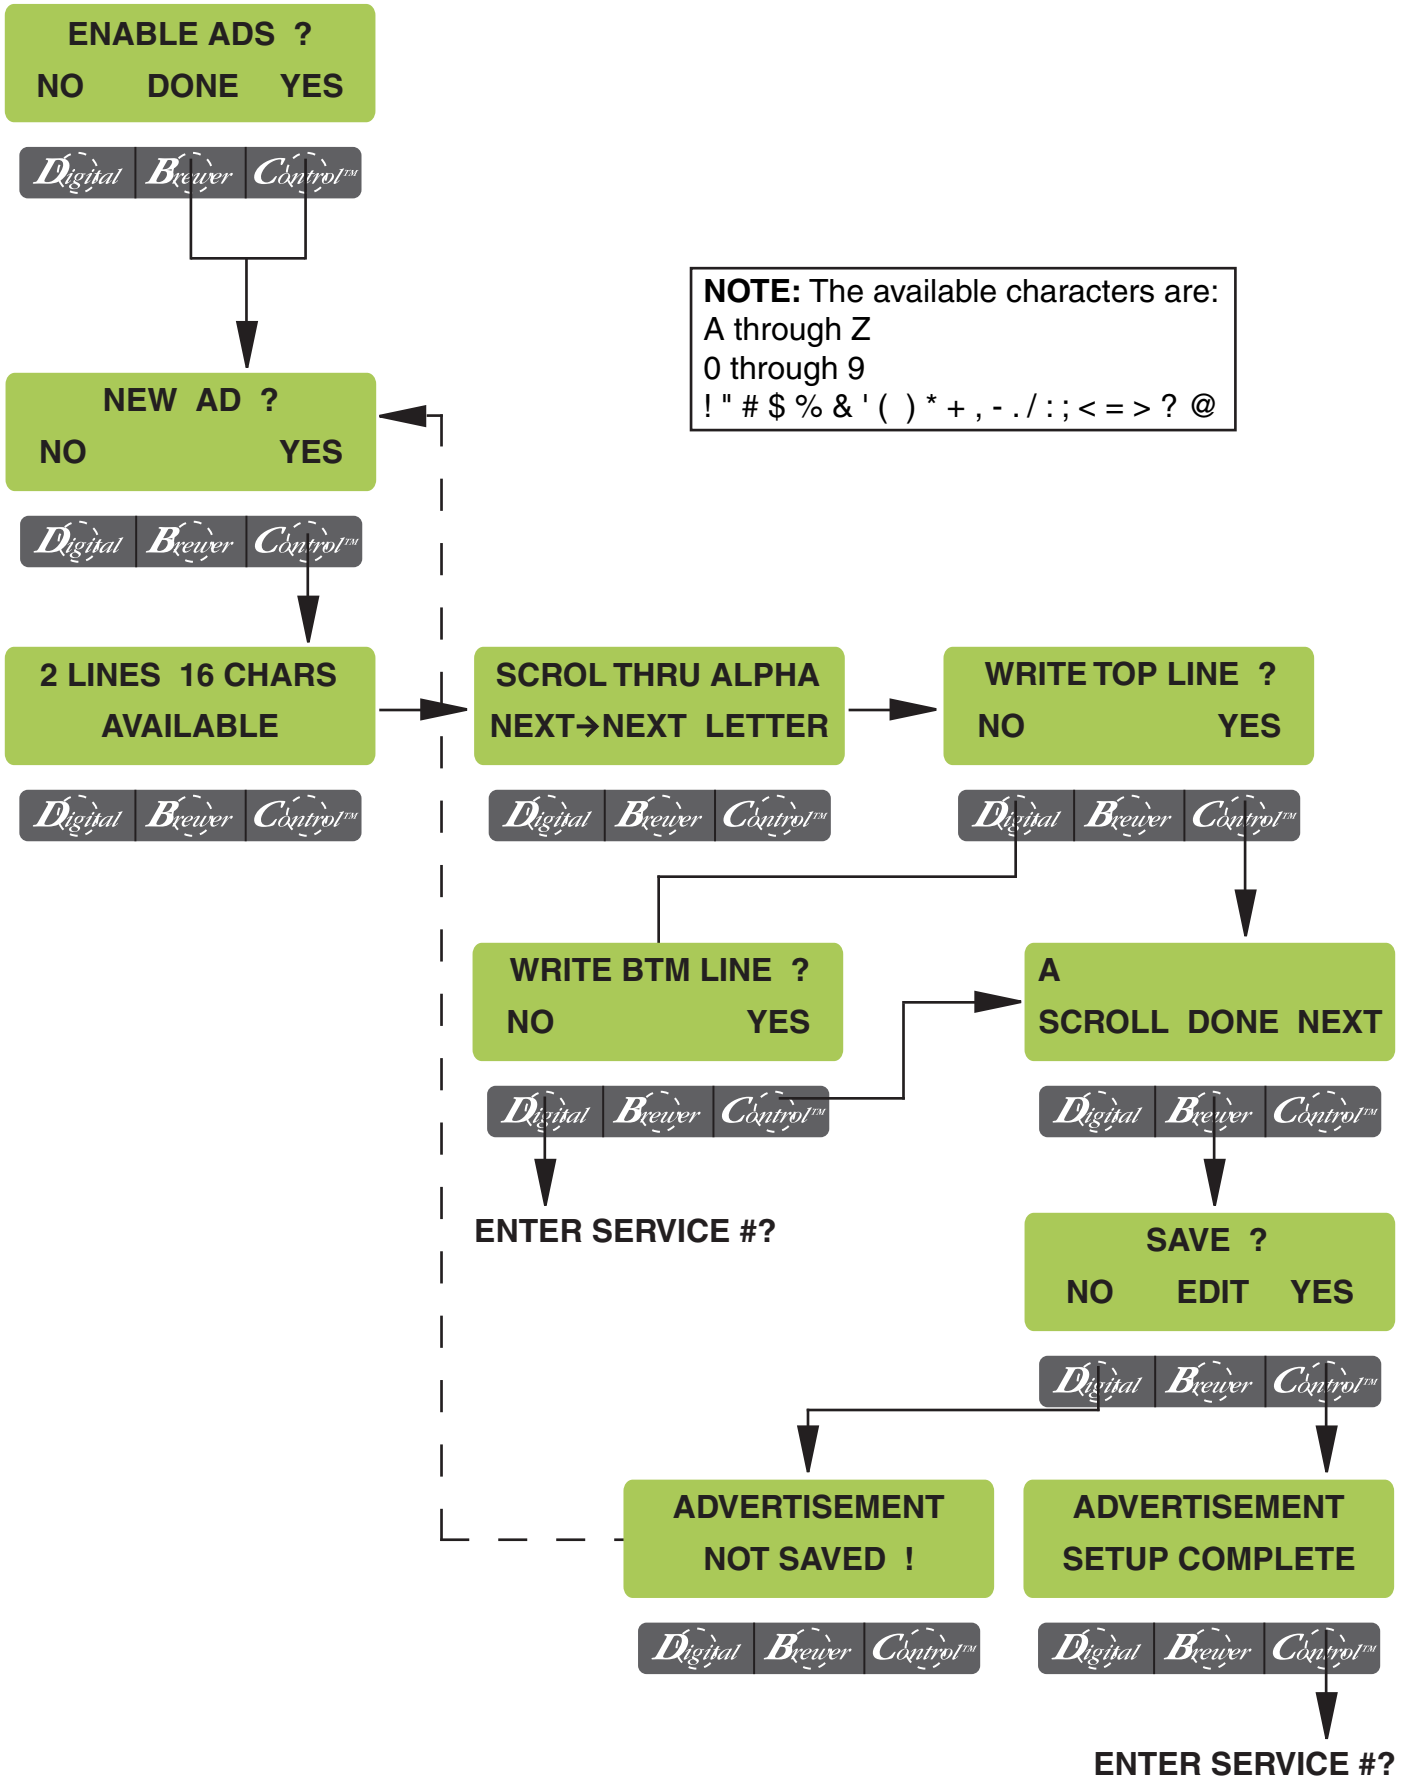 ENABLE ADS ?
NO DONE YES
Digital Brewer Control™
NOTE: The available characters are:
A through Z
0 through 9
! " # $ % & ' ( ) * + , - . / : ; < = > ? @
NEW AD ?
NO YES
Digital Brewer Control™
2 LINES 16 CHARS
AVAILABLE
Digital Brewer Control™
SCROL THRU ALPHA
NEXT→NEXT LETTER
Digital Brewer Control™
WRITE TOP LINE ?
NO YES
Digital Brewer Control™
WRITE BTM LINE ?
NO YES
Digital Brewer Control™
ENTER SERVICE #?
A
SCROLL DONE NEXT
Digital Brewer Control™
SAVE ?
NO EDIT YES
Digital Brewer Control™
ADVERTISEMENT
NOT SAVED !
Digital Brewer Control™
ADVERTISEMENT
SETUP COMPLETE
Digital Brewer Control™
ENTER SERVICE #?